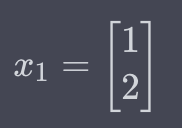 x₁ = [1
2]